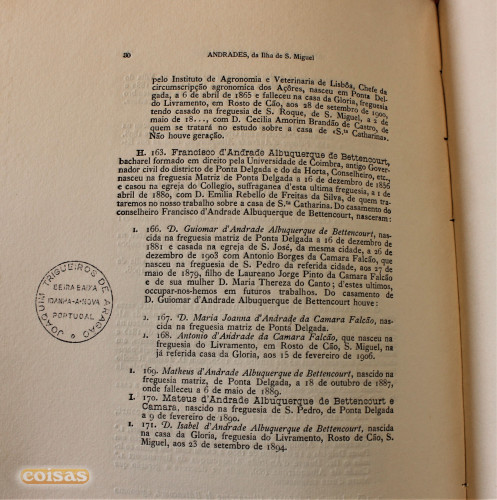 30 ANDRADES, da Ilha de S. Miguel
pelo Instituto de Agronomia e Veterinaria de Lisbôa, Chefe da
circumscripção agronomica dos Açôres, nasceu em Ponta Del-
gada, a 6 de abril de 1865 e falleceu na casa da Gloria, freguesia
do Livramento, em Rosto de Cão, aos 28 de setembro de 1900,
tendo casado na freguesia de S. Roque, de S. Miguel, a 2 de
maio de 18..., com D. Cecilia Amorim Brandão de Castro, de
quem se tratará no estudo sobre a casa de «S.ta Catharina».
Não houve geração.
H. 163. Francisco d'Andrade Albuquerque de Bettencourt,
bacharel formado em direito pela Universidade de Coimbra, antigo Gover-
nador civil do districto de Ponta Delgada e do da Horta, Conselheiro, etc.,
nasceu na freguesia Matriz de Ponta Delgada a 16 de dezembro de 1856
e casou na egreja do Collegio, suffraganea d'esta ultima freguesia, a 1 de
abril de 1880, com D. Emilia Rebello de Freitas da Silva, de quem tra-
taremos no nosso trabalho sobre a casa de S.ta Catharina. Do casamento do
conselheiro Francisco d'Andrade Albuquerque de Bettencourt, nasceram:
1. 166. D. Guiomar d'Andrade Albuquerque de Bettencourt, nas-
cida na freguesia Matriz de Ponta Delgada a 16 de dezembro de
1881 e casada na egreja de S. José, da mesma cidade, a 26 de
dezembro de 1903 com Antonio Borges da Camara Falcão, que
nasceu na freguesia de S. Pedro da referida cidade, aos 27 de
maio de 1879, filho de Laureano Jorge Pinto da Camara Falcão
e de sua mulher D. Maria Thereza do Canto; d'estes ultimos,
occupar-nos-hemos em futuros trabalhos. Do casamento de
D. Guiomar d'Andrade Albuquerque de Bettencourt houve:
2. 167. D. Maria Joanna d'Andrade da Camara Falcão, nas-
cida na freguesia matriz de Ponta Delgada.
2. 168. Antonio d'Andrade da Camara Falcão, que nasceu na
freguesia do Livramento, em Rosto de Cão, S. Miguel, na
já referida casa da Gloria, aos 15 de fevereiro de 1906.
1. 169. Matheus d'Andrade Albuquerque de Bettencourt, nascido na
freguesia matriz, de Ponta Delgada, a 18 de outubro de 1887,
onde falleceu a 6 de maio de 1889.
I. 170. Mateus d'Andrade Albuquerque de Bettencourt e
Camara, nascido na freguesia de S. Pedro, de Ponta Delgada
a 9 de fevereiro de 1890.
1. 171. D. Isabel d'Andrade Albuquerque de Bettencourt, nascida
na casa da Gloria, freguesia do Livramento, Rosto de Cão, S.
Miguel, aos 23 de setembro de 1894.
JOAQUIM TRIGUEIROS DE ARAGÃO
BEIRA BAIXA
IDANHA-A-NOVA
PORTUGAL
coisas